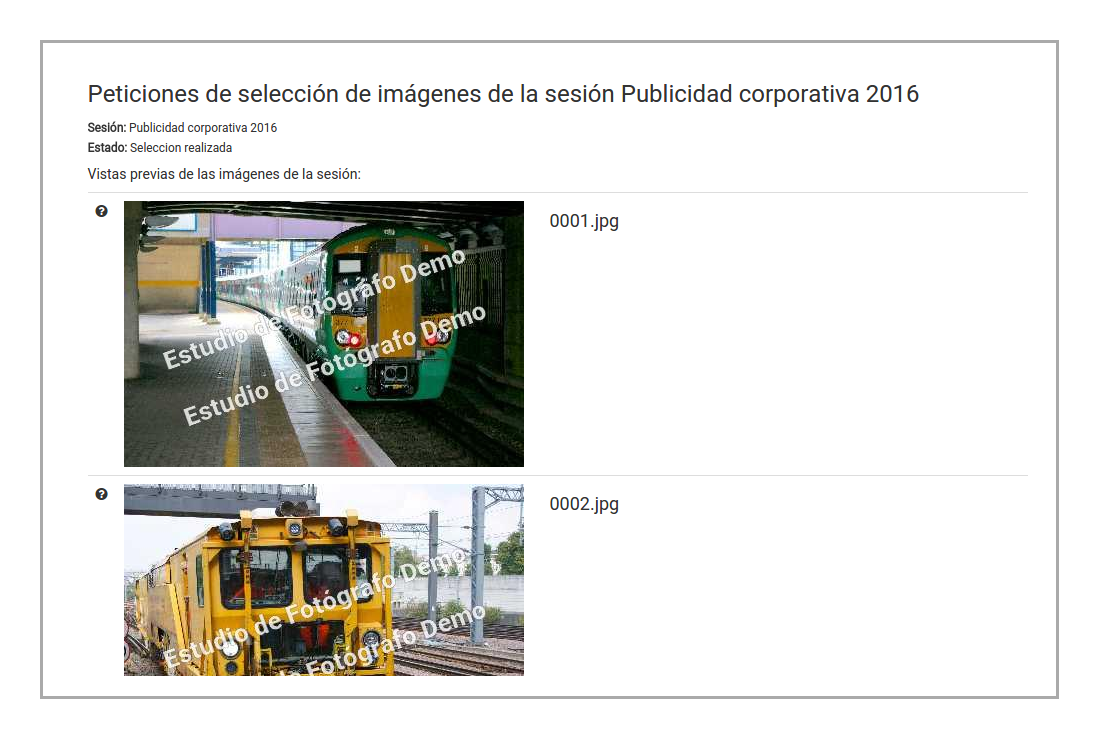 Peticiones de selección de imágenes de la sesión Publicidad corporativa 2016
Sesión: Publicidad corporativa 2016
Estado: Seleccion realizada
Vistas previas de las imágenes de la sesión:
0001.jpg
Estudio de Fotógrafo Demo
Estudio de Fotógrafo Demo
0002.jpg
Estudio de Fotógrafo Demo
Estudio de Fotógrafo Demo